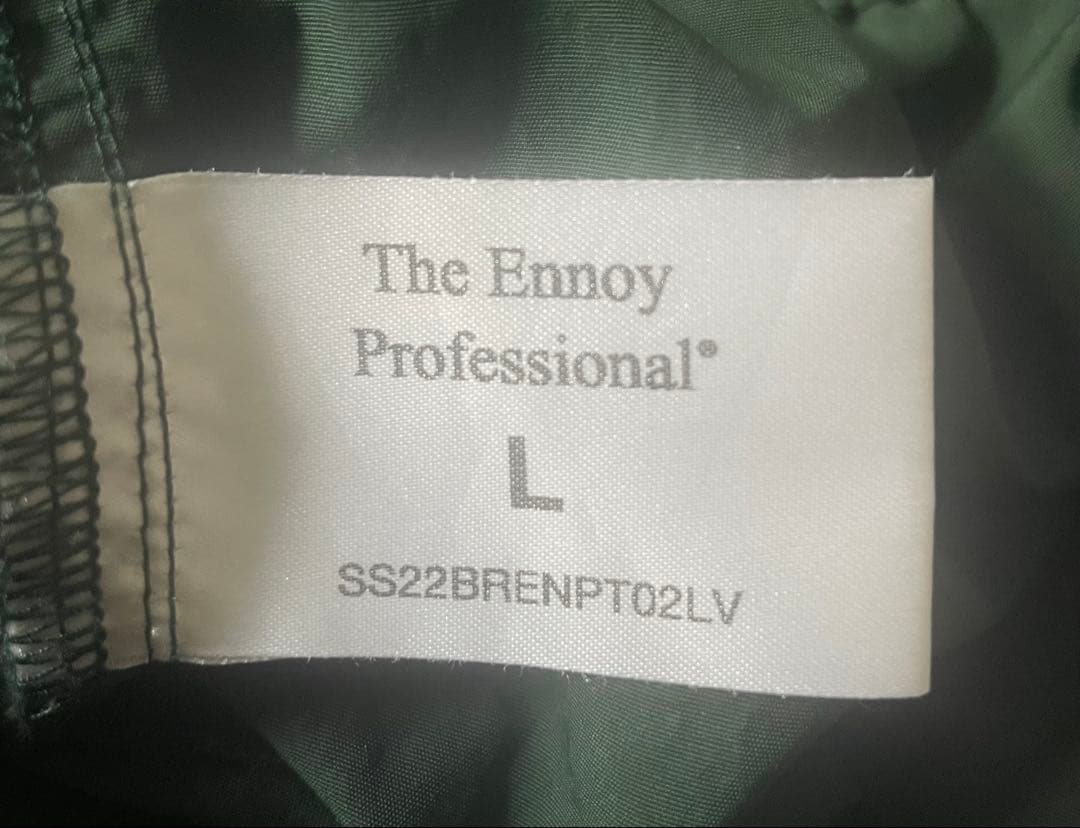 The Ennoy
Professional®
L
SS22BRENPT02LV